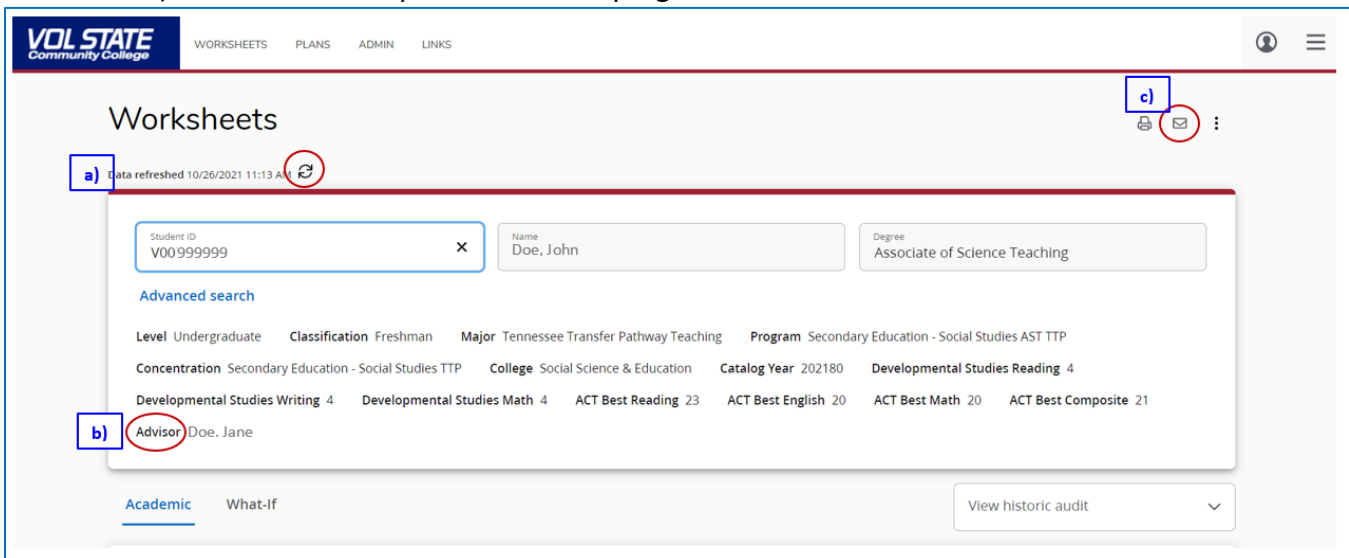 VOL STATE
Community College
WORKSHEETS PLANS ADMIN LINKS
c)
Worksheets
a) Data refreshed 10/26/2021 11:13 AM
Student ID
V00999999
Name
Doe, John
Degree
Associate of Science Teaching
Advanced search
Level Undergraduate Classification Freshman Major Tennessee Transfer Pathway Teaching Program Secondary Education - Social Studies AST TTP
Concentration Secondary Education - Social Studies TTP College Social Science & Education Catalog Year 202180 Developmental Studies Reading 4
Developmental Studies Writing 4 Developmental Studies Math 4 ACT Best Reading 23 ACT Best English 20 ACT Best Math 20 ACT Best Composite 21
b) Advisor Doe. Jane
Academic What-If View historic audit